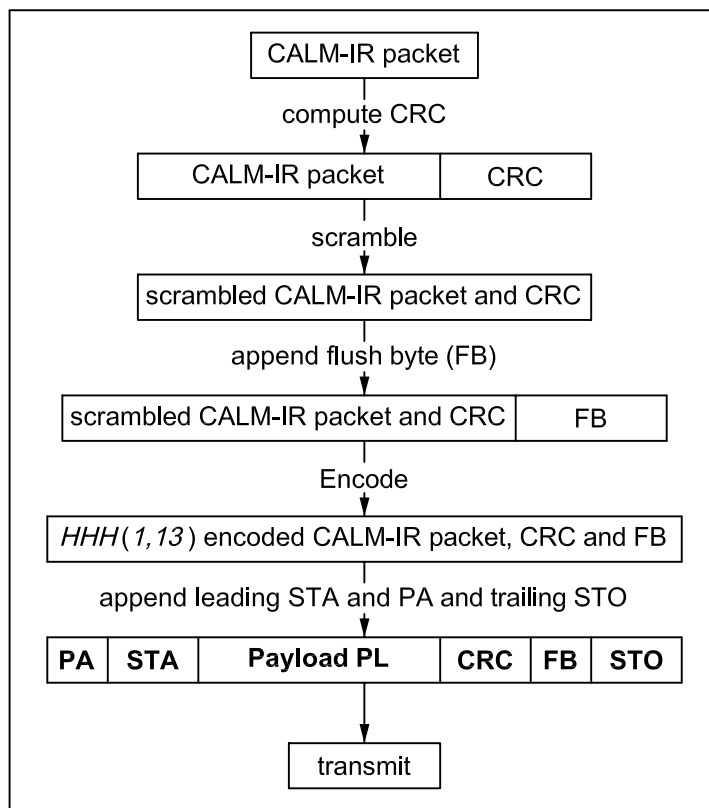 CALM-IR packet
compute CRC
CALM-IR packet CRC
scramble
scrambled CALM-IR packet and CRC
append flush byte (FB)
scrambled CALM-IR packet and CRC FB
Encode
HHH(1,13) encoded CALM-IR packet, CRC and FB
append leading STA and PA and trailing STO
PA STA Payload PL CRC FB STO
transmit